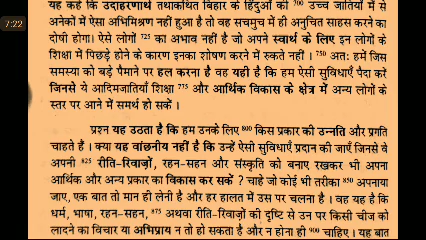 यह कहे कि उदाहरणार्थ तथाकथित बिहार के हिंदुओं की 700 उच्च जातियों में से
अनेकों में ऐसा अधिमिश्रण नहीं हुआ है तो वह सचमुच में ही अनुचित साहस करने का
7:22
दोषी होगा। ऐसे लोगों 725 का अभाव नहीं है जो अपने स्वार्थ के लिए इन लोगों के
शिक्षा में पिछड़े होने के कारण इनका शोषण करने में रुकते नहीं । 750 अतः हमें जिस
समस्या को बड़े पैमाने पर हल करना है वह यही है कि हम ऐसी सुविधाएँ पैदा करें
जिनसे ये आदिमजातियाँ शिक्षा 775 और आर्थिक विकास के क्षेत्र में अन्य लोगों के
स्तर पर आने में समर्थ हो सकें ।
प्रश्न यह उठता है कि हम उनके लिए 800 किस प्रकार की उन्नति और प्रगति
चाहते हैं । क्या यह वांछनीय नहीं है कि उन्हें ऐसी सुविधाएँ प्रदान की जाएँ जिनसे वे
अपनी 825 रीति-रिवाज़ों, रहन-सहन और संस्कृति को बनाए रखकर भी अपना
आर्थिक और अन्य प्रकार का विकास कर सकें ? चाहे जो कोई भी तरीका 850 अपनाया
जाए, एक बात तो मान ही लेनी है और हर हालत में उस पर चलना है । वह यह है कि
धर्म, भाषा, रहन-सहन, 875 अथवा रीति-रिवाज़ों की दृष्टि से उन पर किसी चीज को
लादने का विचार या अभिप्राय न तो हो सकता है और न होना ही 900 चाहिए । यह बात